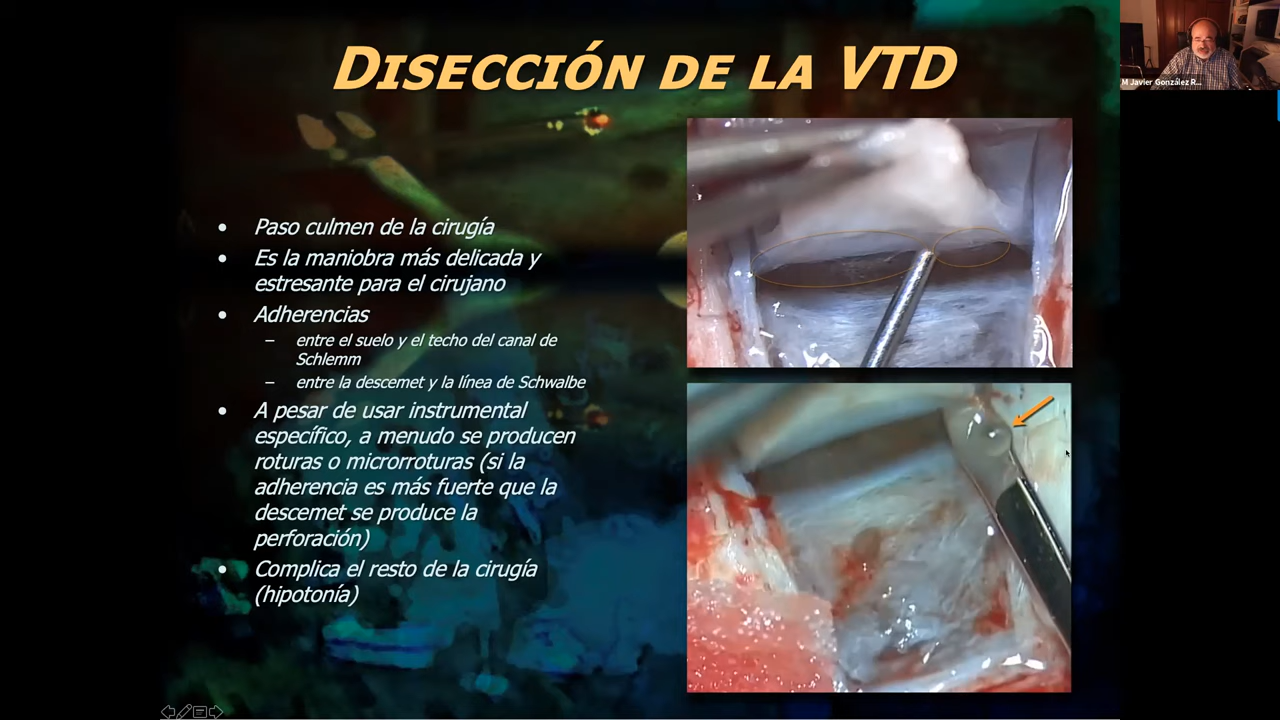 DISECCIÓN DE LA VTD
M Javier González R...
• Paso culmen de la cirugía
• Es la maniobra más delicada y
estresante para el cirujano
• Adherencias
– entre el suelo y el techo del canal de
Schlemm
– entre la descemet y la línea de Schwalbe
• A pesar de usar instrumental
específico, a menudo se producen
roturas o microrroturas (si la
adherencia es más fuerte que la
descemet se produce la
perforación)
• Complica el resto de la cirugía
(hipotonía)